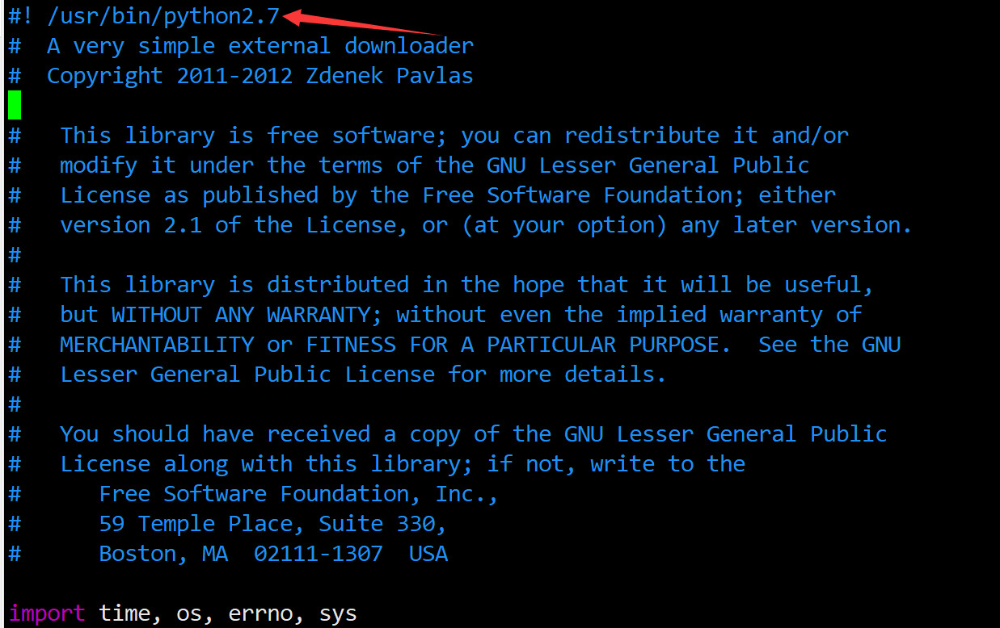 #! /usr/bin/python2.7
#  A very simple external downloader
#  Copyright 2011-2012 Zdenek Pavlas

#   This library is free software; you can redistribute it and/or
#   modify it under the terms of the GNU Lesser General Public
#   License as published by the Free Software Foundation; either
#   version 2.1 of the License, or (at your option) any later version.
#
#   This library is distributed in the hope that it will be useful,
#   but WITHOUT ANY WARRANTY; without even the implied warranty of
#   MERCHANTABILITY or FITNESS FOR A PARTICULAR PURPOSE.  See the GNU
#   Lesser General Public License for more details.
#
#   You should have received a copy of the GNU Lesser General Public
#   License along with this library; if not, write to the
#      Free Software Foundation, Inc.,
#      59 Temple Place, Suite 330,
#      Boston, MA  02111-1307  USA

import time, os, errno, sys